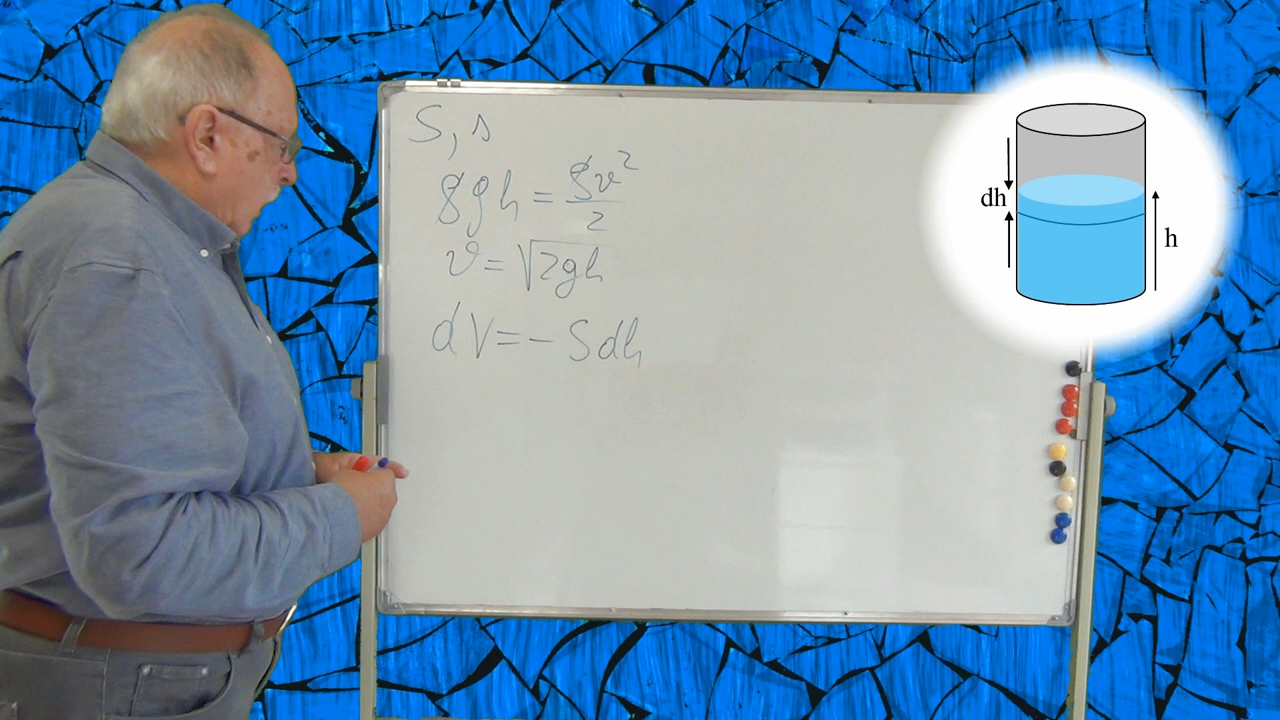 S, s
ρgh = ρv²/2
v = √2gh
dV = - Sdh
dh
h